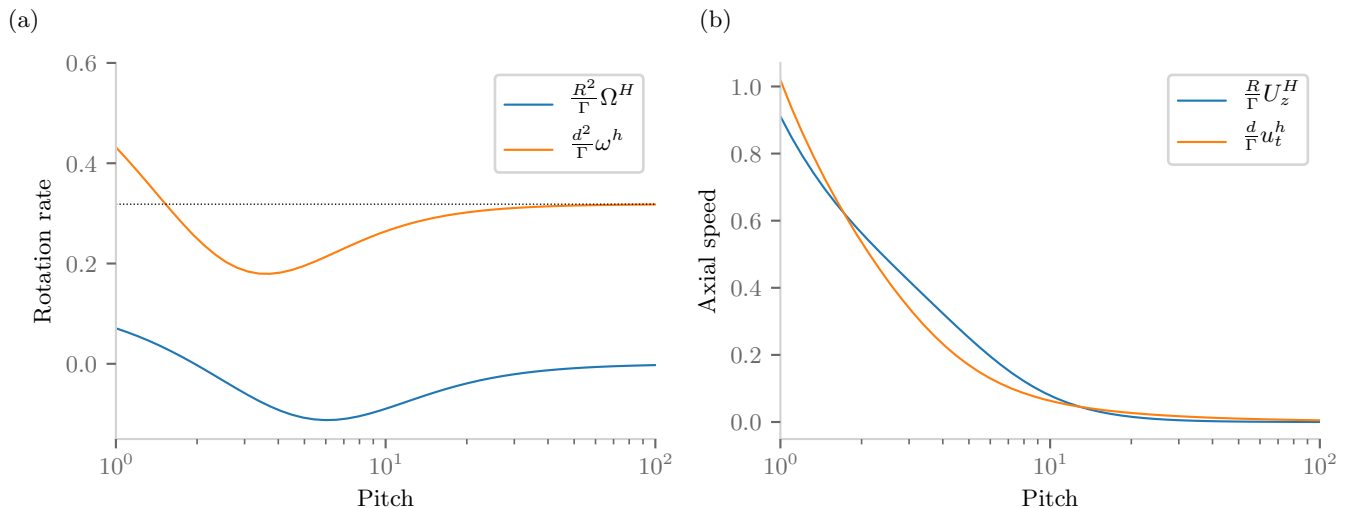 (a)
(b)
0.6
0.4
0.2
0.0
Rotation rate
10⁰
10¹
10²
Pitch
R²/Γ Ω^H
d²/Γ ω^h
1.0
0.8
0.6
0.4
0.2
0.0
Axial speed
10⁰
10¹
10²
Pitch
R/Γ U_z^H
d/Γ u_t^h